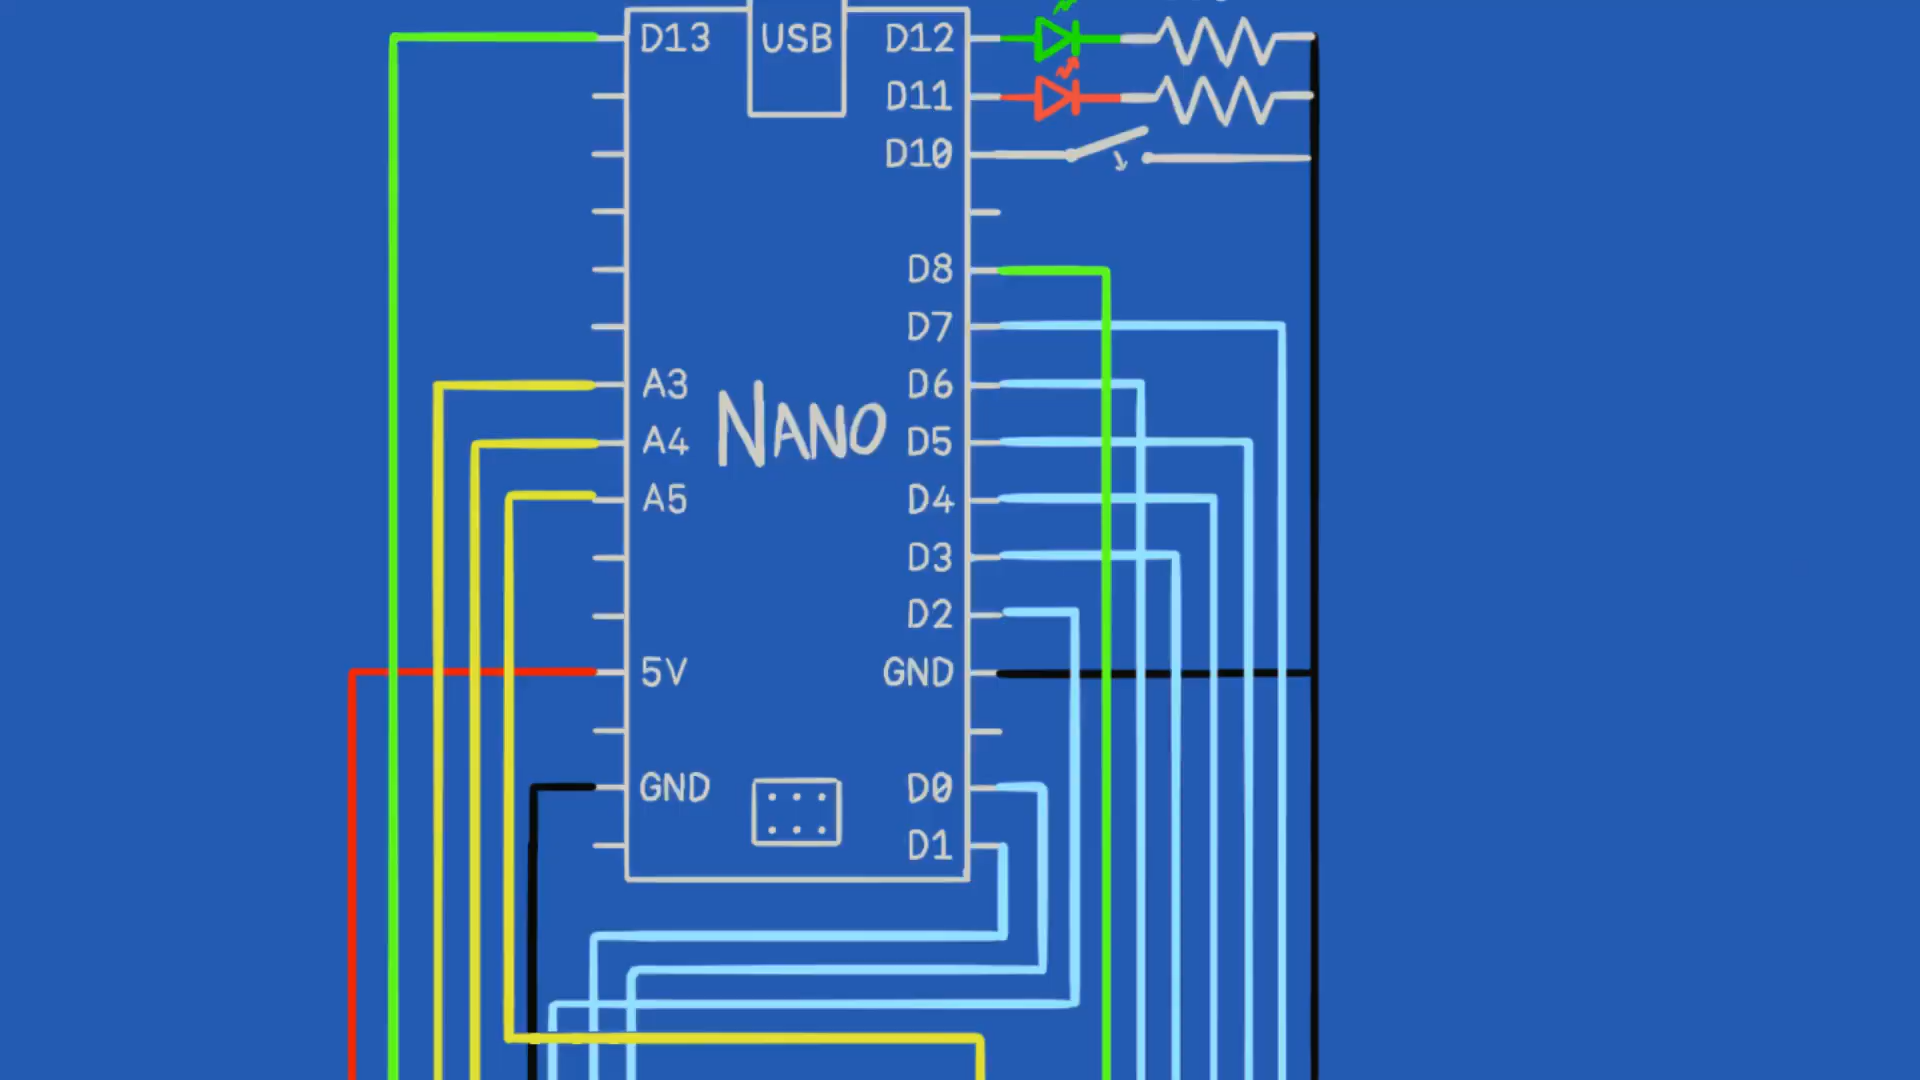 D13 USB D12
D11
D10
D8
D7
A3 D6
NANO
A4 D5
A5 D4
D3
D2
5V GND
GND D0
D1